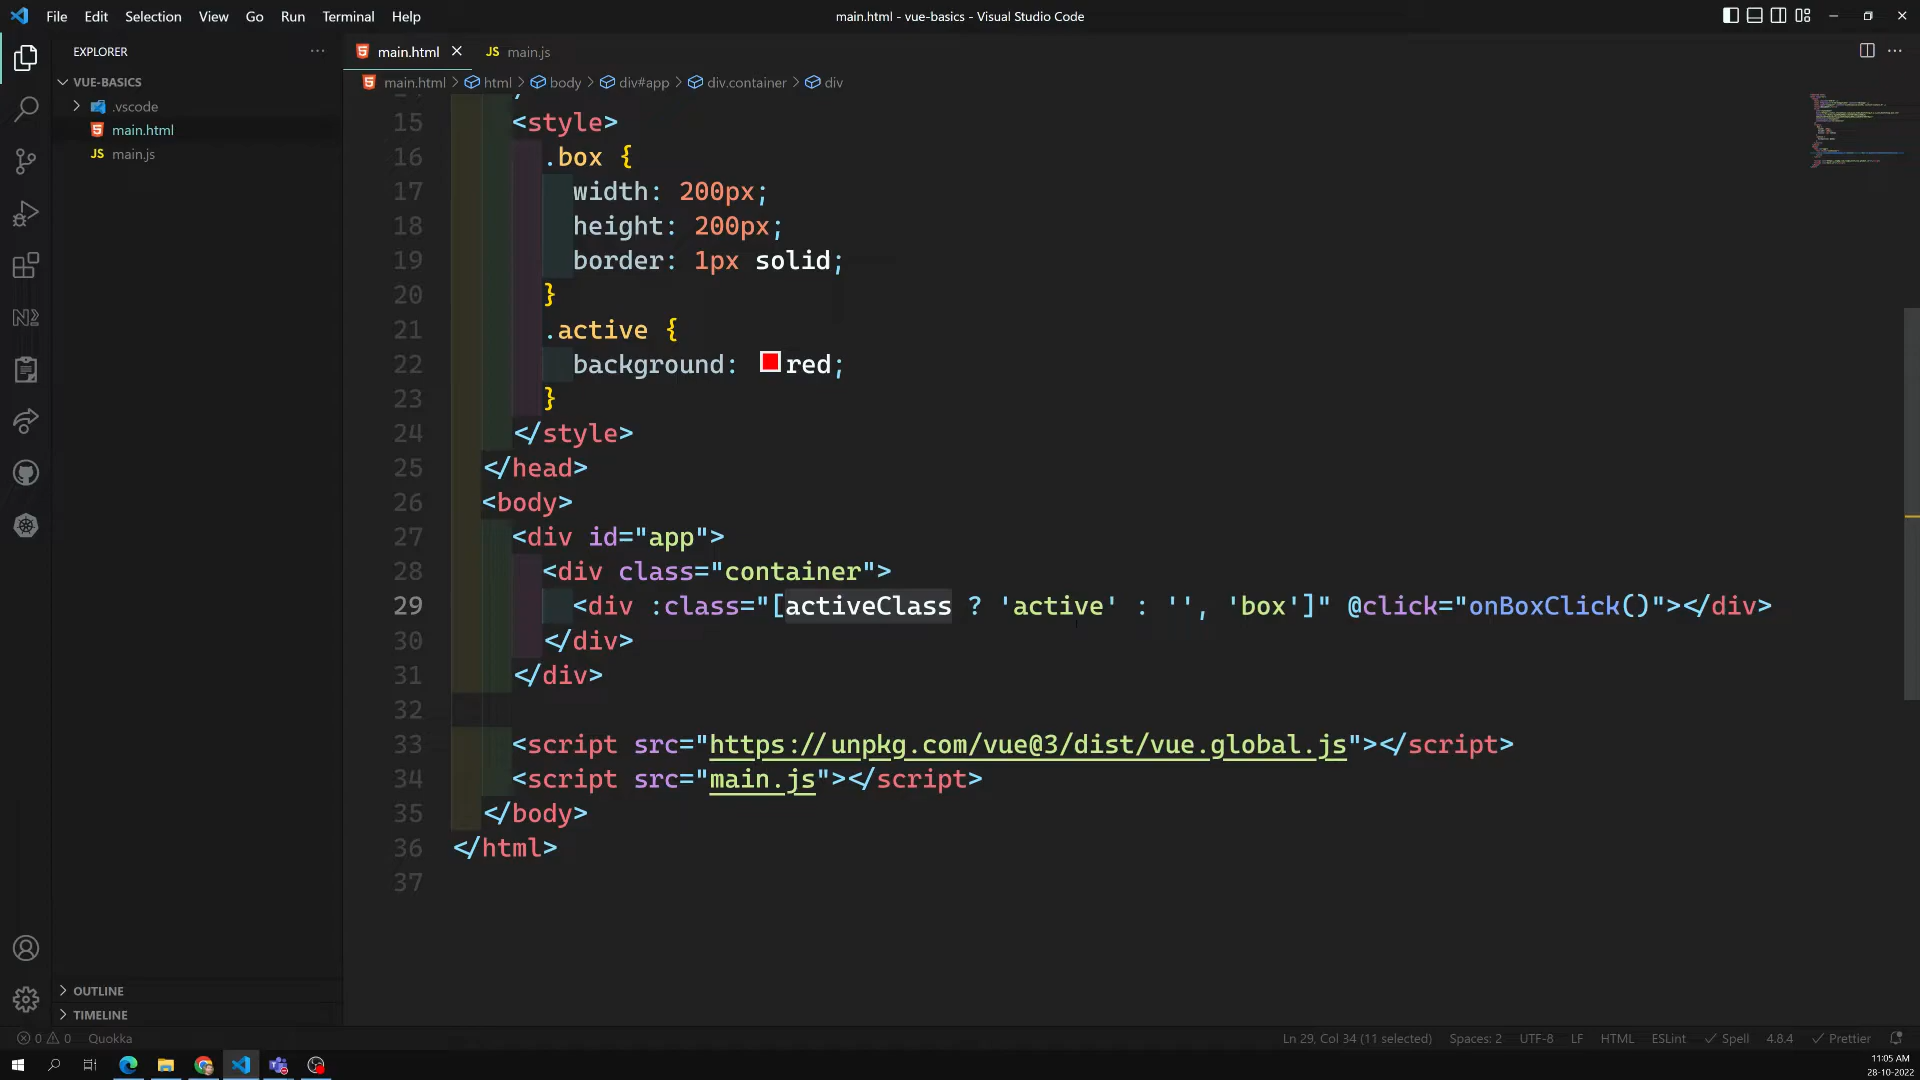 File Edit Selection View Go Run Terminal Help
main.html - vue-basics - Visual Studio Code
EXPLORER
VUE-BASICS
.vscode
main.html
JS main.js
main.html
JS main.js
main.html > html > body > div#app > div.container > div
15 <style>
16 .box {
17 width: 200px;
18 height: 200px;
19 border: 1px solid;
20 }
21 .active {
22 background: red;
23 }
24 </style>
25 </head>
26 <body>
27 <div id="app">
28 <div class="container">
29 <div :class="[activeClass ? 'active' : '', 'box']" @click="onBoxClick()"></div>
30 </div>
31 </div>
32
33 <script src="https://unpkg.com/vue@3/dist/vue.global.js"></script>
34 <script src="main.js"></script>
35 </body>
36 </html>
37
OUTLINE
TIMELINE
0 0 Quokka
Ln 29, Col 34 (11 selected) Spaces: 2 UTF-8 LF HTML ESLint Spell 4.8.4 Prettier
11:05 AM
28-10-2022